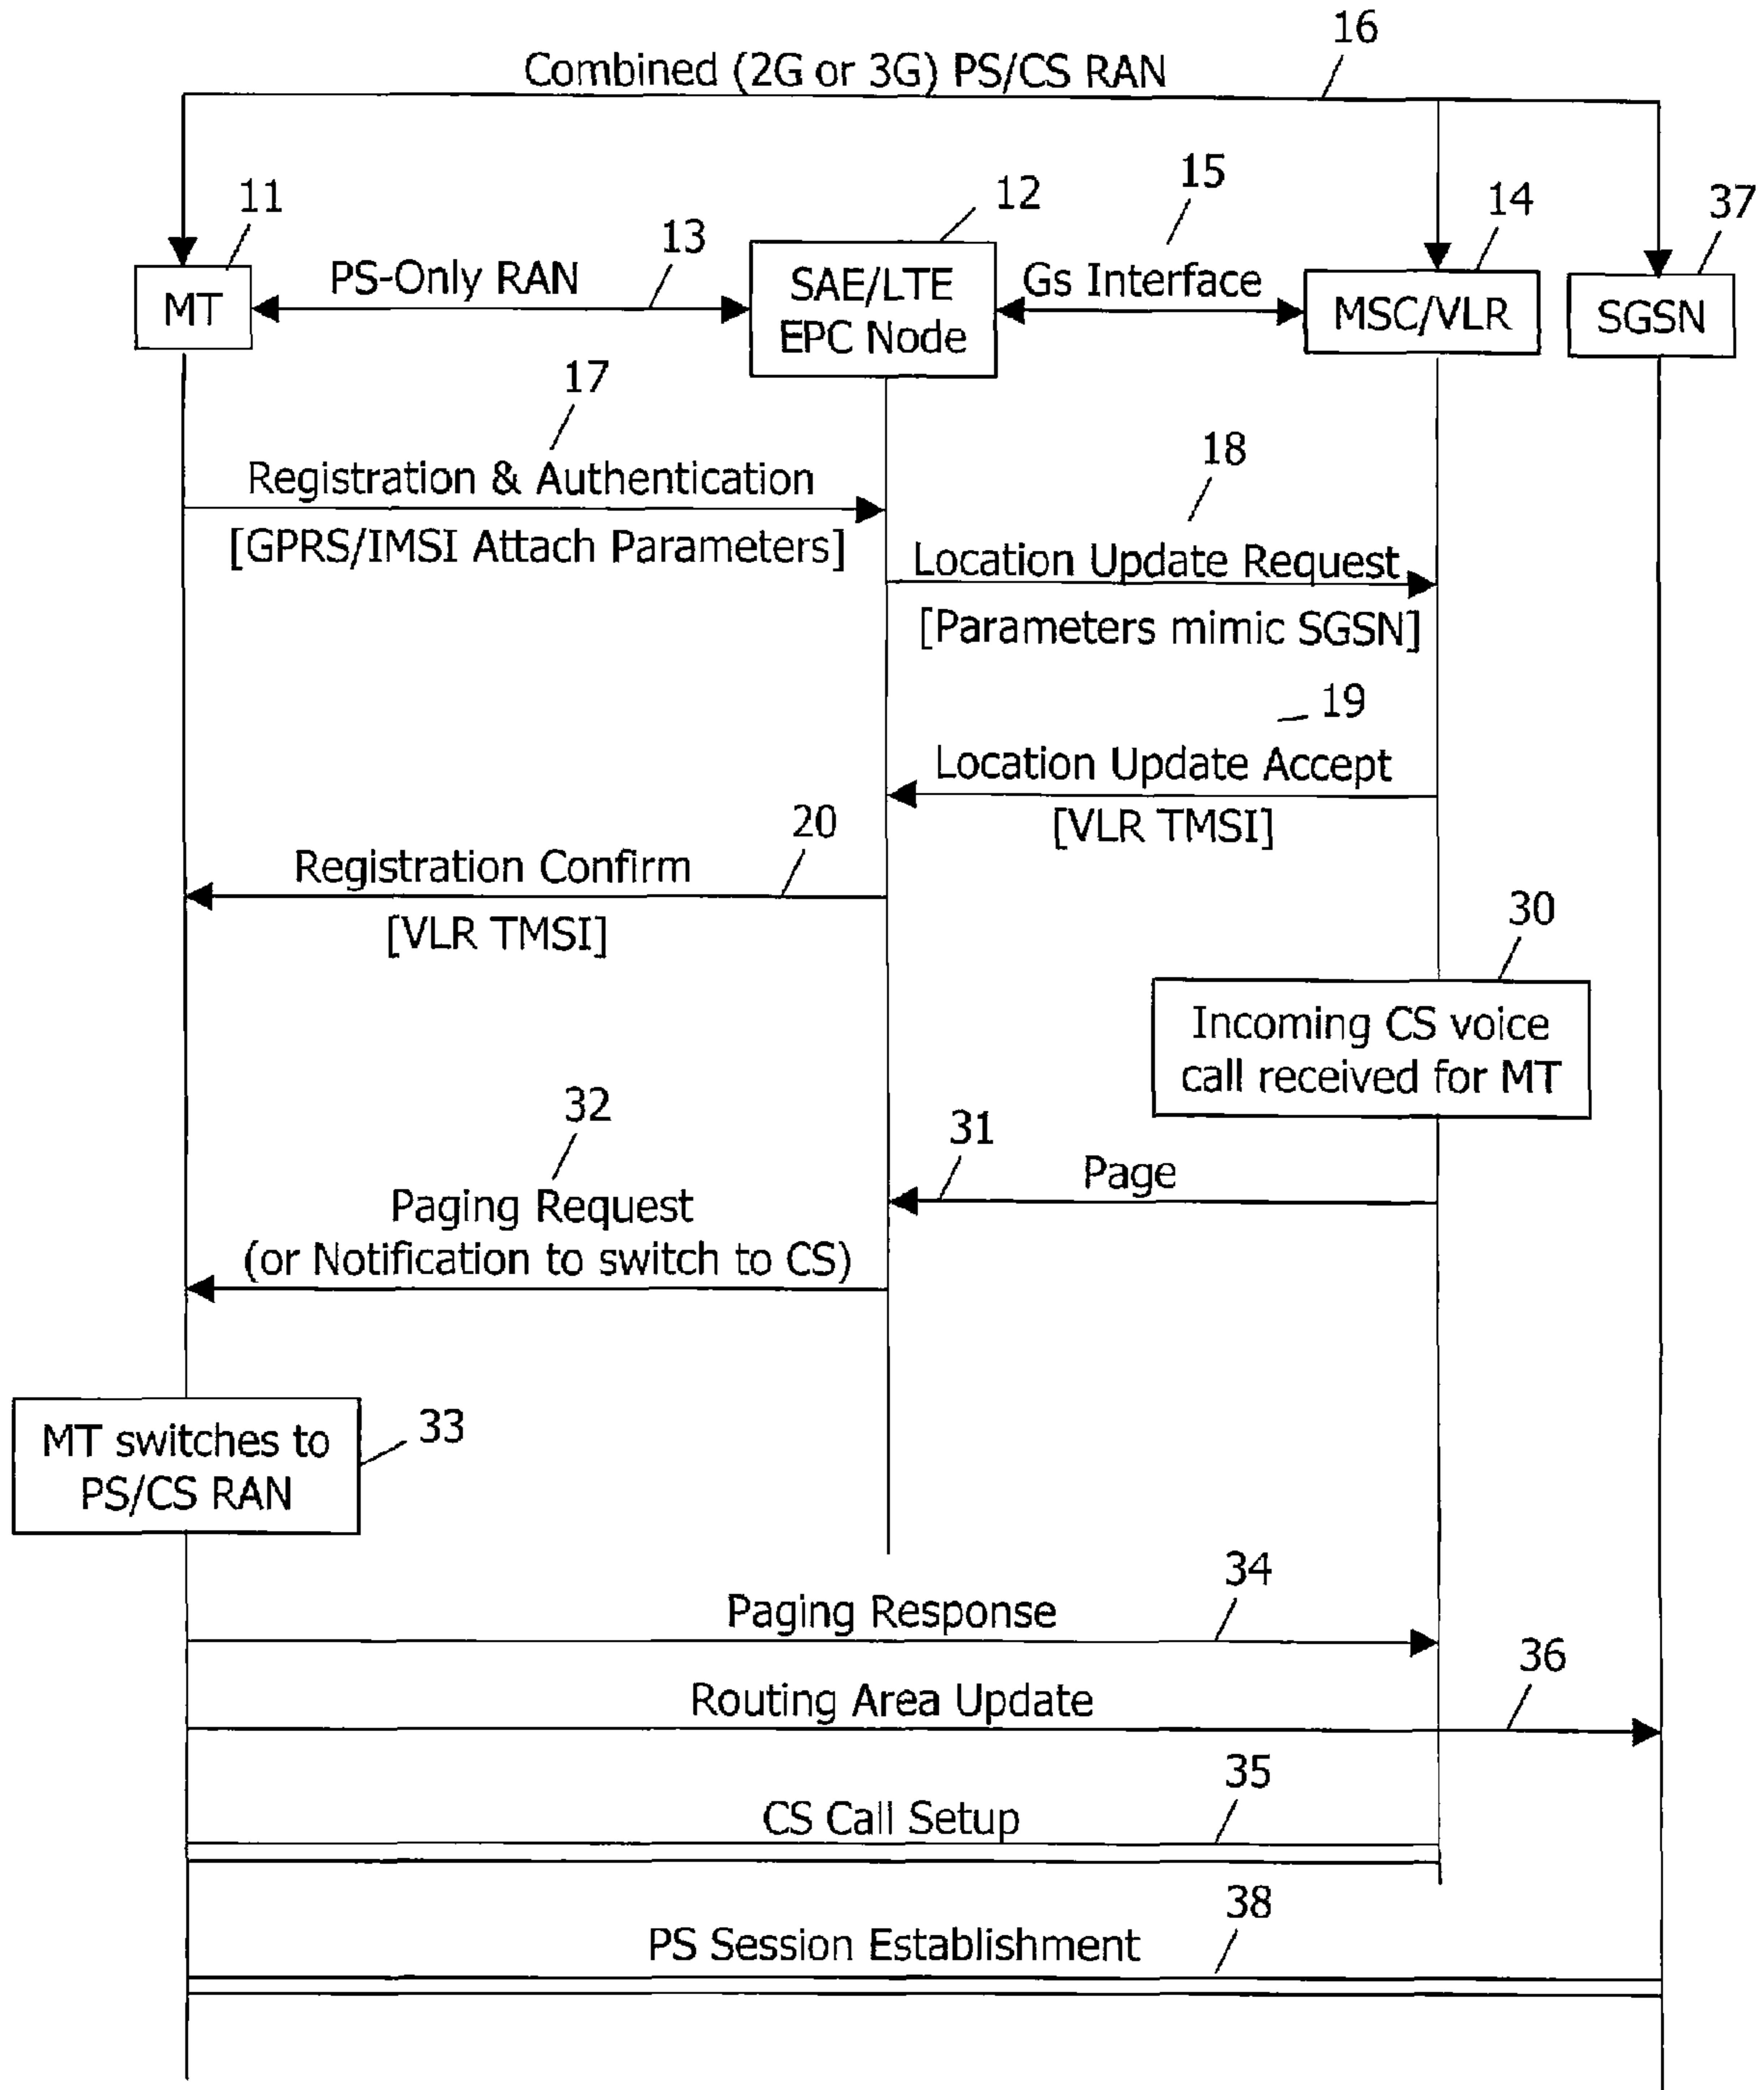 16
Combined (2G or 3G) PS/CS RAN
11
13
12
15
14
37
MT
PS-Only RAN
SAE/LTE
EPC Node
Gs Interface
MSC/VLR
SGSN
17
Registration & Authentication
[GPRS/IMSI Attach Parameters]
18
Location Update Request
[Parameters mimic SGSN]
19
Location Update Accept
[VLR TMSI]
20
Registration Confirm
[VLR TMSI]
30
Incoming CS voice
call received for MT
31
Page
32
Paging Request
(or Notification to switch to CS)
MT switches to
PS/CS RAN
33
34
Paging Response
36
Routing Area Update
35
CS Call Setup
38
PS Session Establishment